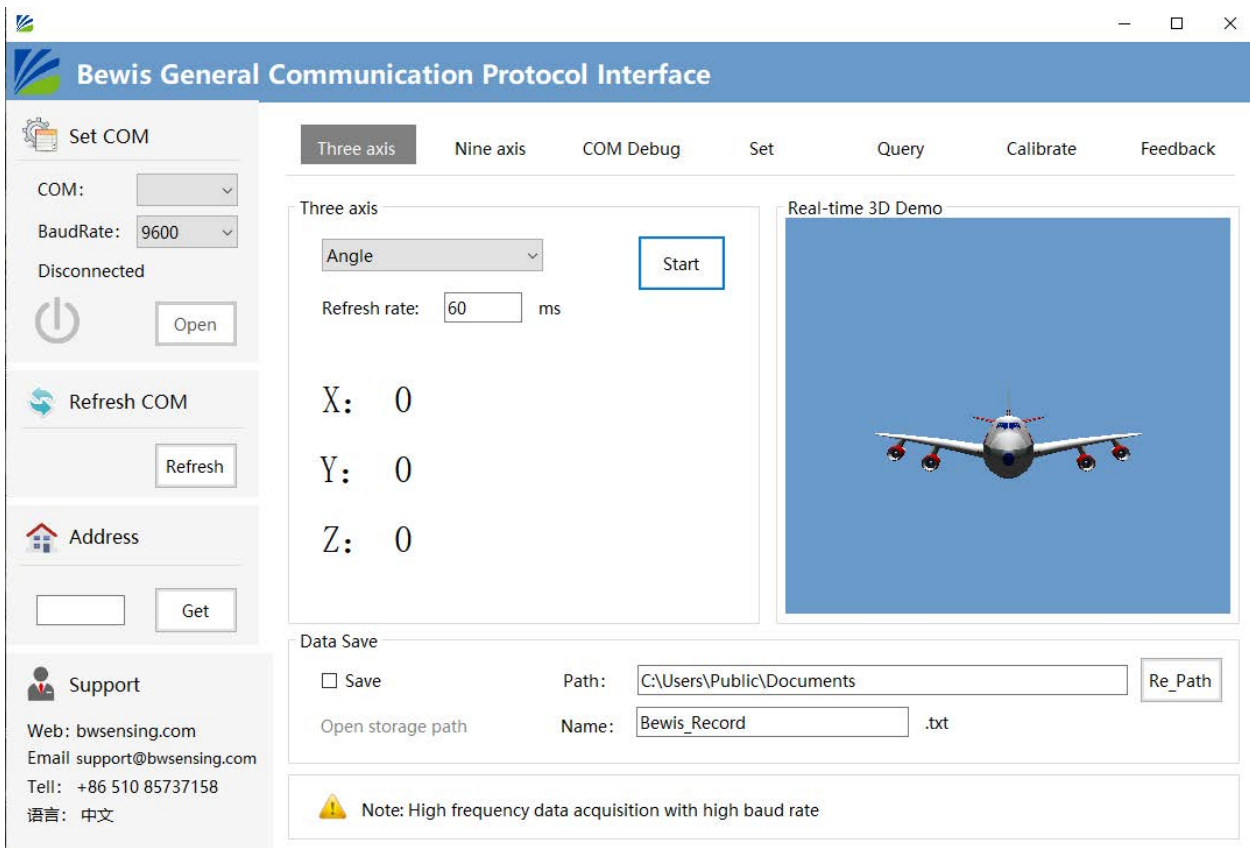 Bewis General Communication Protocol Interface
Set COM
COM:
BaudRate: 9600
Disconnected
Open
Refresh COM
Refresh
Address
Get
Support
Web: bwsensing.com
Email support@bwsensing.com
Tell: +86 510 85737158
语言: 中文
Three axis Nine axis COM Debug Set Query Calibrate Feedback
Three axis
Angle
Start
Refresh rate: 60 ms
X: 0
Y: 0
Z: 0
Real-time 3D Demo
Data Save
Save Path: C:\Users\Public\Documents Re_Path
Open storage path Name: Bewis_Record .txt
Note: High frequency data acquisition with high baud rate